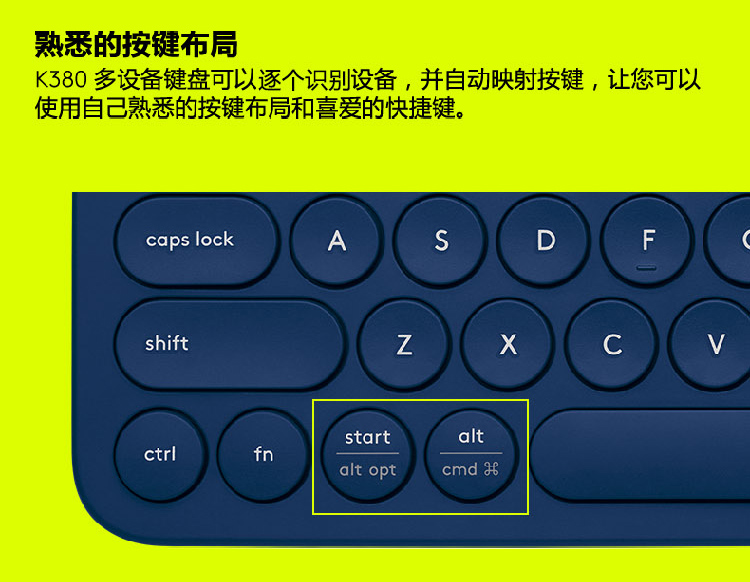 熟悉的按键布局
K380 多设备键盘可以逐个识别设备，并自动映射按键，让您可以
使用自己熟悉的按键布局和喜爱的快捷键。
caps lock A S D F
shift Z X C V
ctrl fn start alt
alt opt cmd ⌘